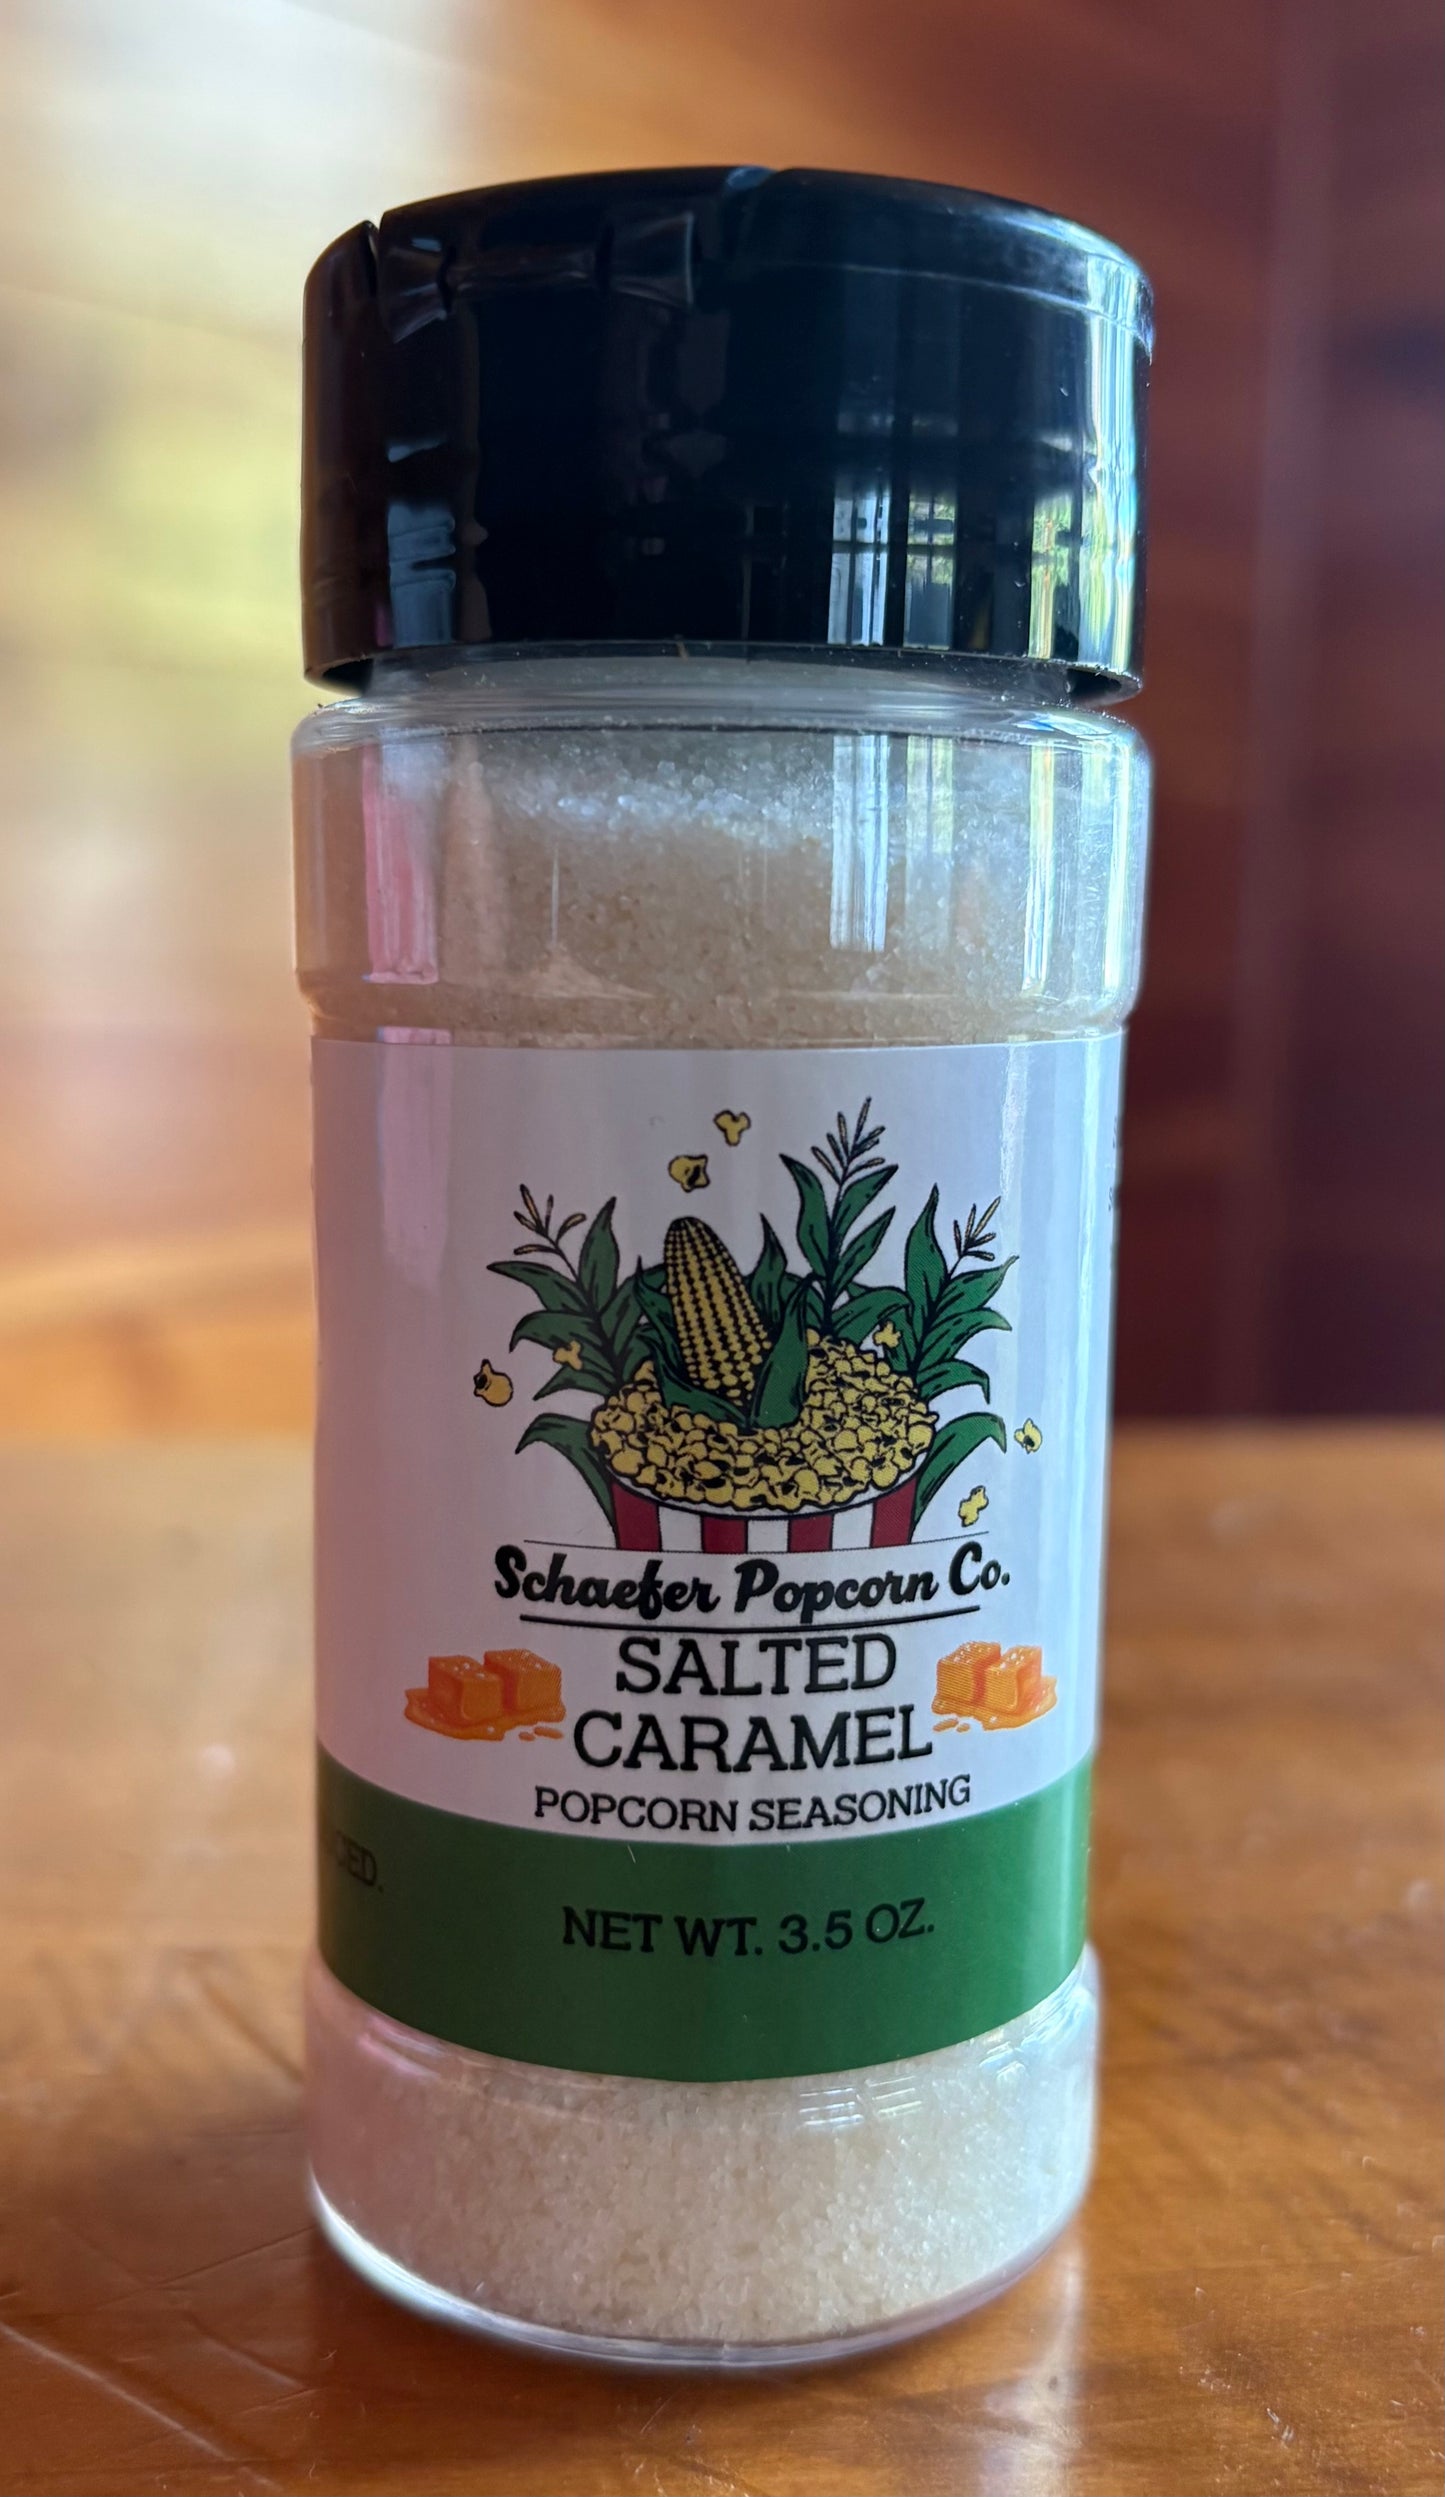 Schaefer Popcorn Co.
SALTED
CARAMEL
POPCORN SEASONING
NET WT. 3.5 OZ.